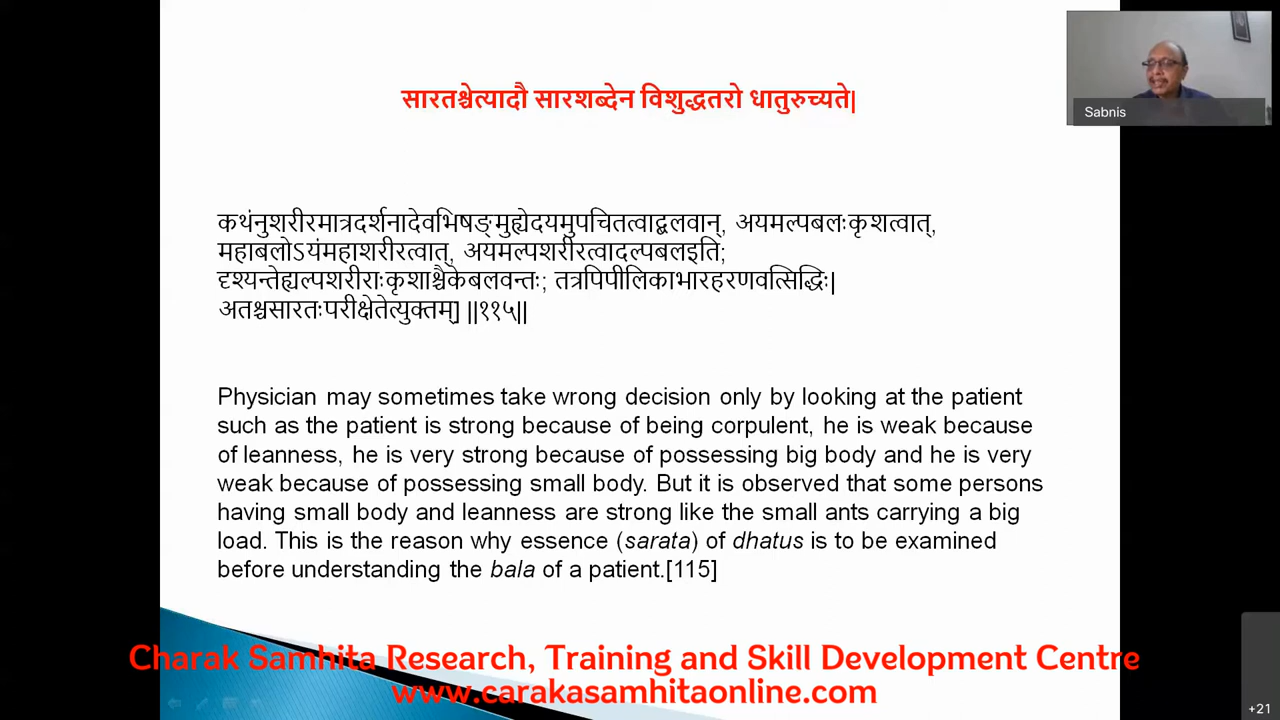 सारतश्चेत्यादौ सारशब्देन विशुद्धतरो धातुरुच्यते|
Sabnis
कथंनुशरीरमात्रदर्शनादेवभिषङ्मुह्येदयमुपचितत्वाद्बलवान्, अयमल्पबलःकृशत्वात्,
महाबलोऽयंमहाशरीरत्वात्, अयमल्पशरीरत्वादल्पबलइति;
दृश्यन्तेह्यल्पशरीराःकृशाश्चैकेबलवन्तः; तत्रपिपीलिकाभारहरणवत्सिद्धिः|
अतश्चसारतःपरीक्षेतेत्युक्तम्] ||११५||
Physician may sometimes take wrong decision only by looking at the patient
such as the patient is strong because of being corpulent, he is weak because
of leanness, he is very strong because of possessing big body and he is very
weak because of possessing small body. But it is observed that some persons
having small body and leanness are strong like the small ants carrying a big
load. This is the reason why essence (sarata) of dhatus is to be examined
before understanding the bala of a patient.[115]
Charak Samhita Research, Training and Skill Development Centre
www.carakasamhitaonline.com
+21